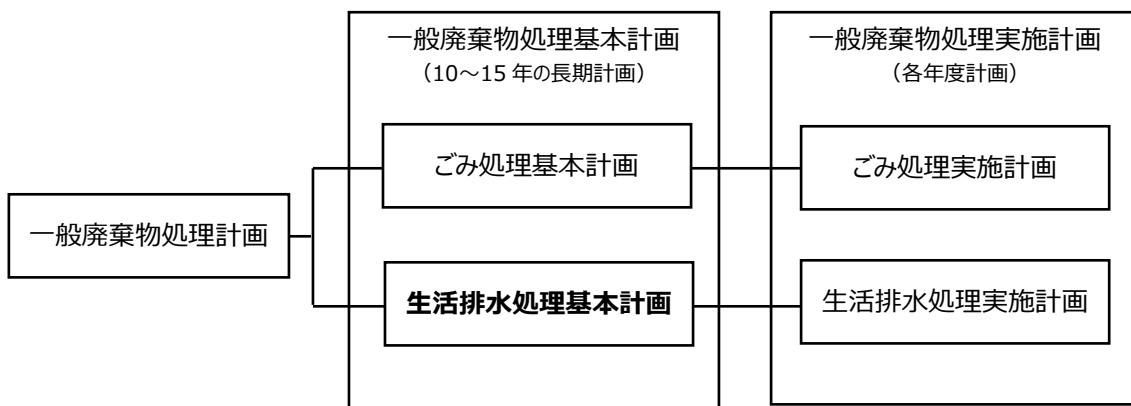 一般廃棄物処理基本計画
（10～15 年の長期計画）
一般廃棄物処理実施計画
（各年度計画）
ごみ処理基本計画
ごみ処理実施計画
一般廃棄物処理計画
生活排水処理基本計画
生活排水処理実施計画